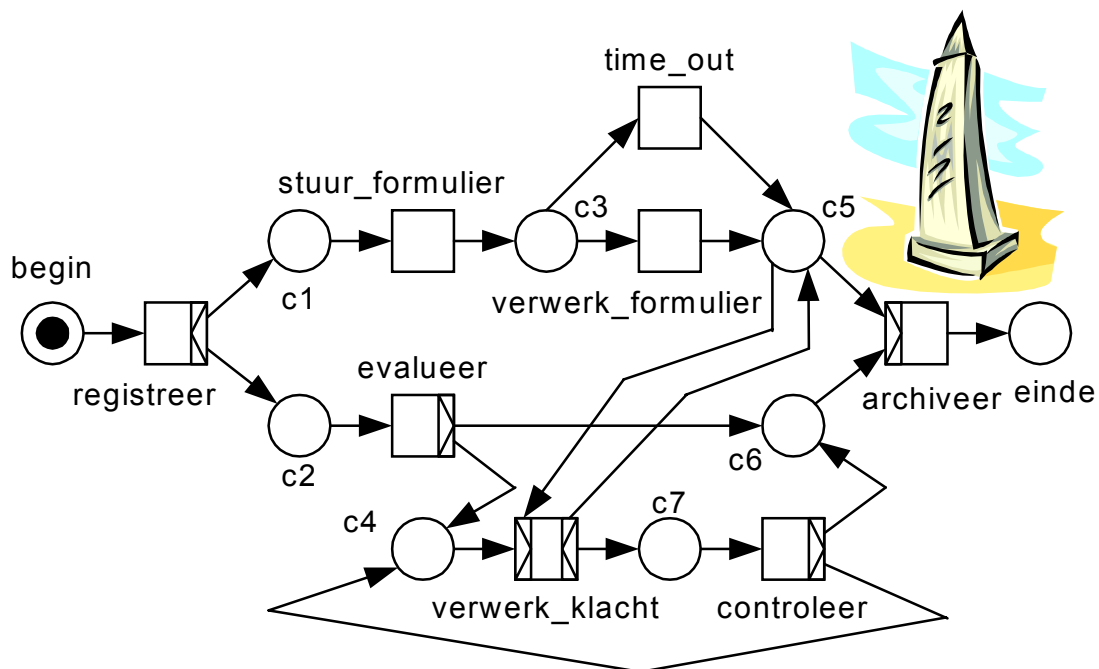 time_out
stuur_formulier
c3
c5
begin
c1
verwerk_formulier
registreer
evalueer
archiveer
einde
c2
c6
c4
c7
verwerk_klacht
controleer